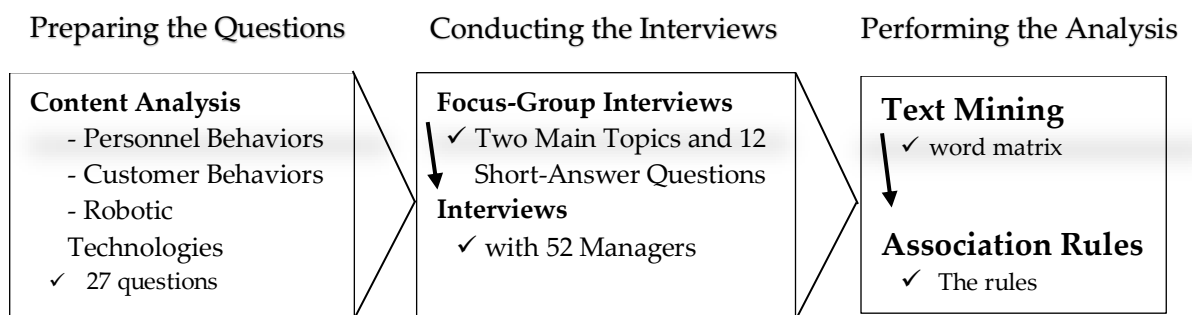 Preparing the Questions
Content Analysis
- Personnel Behaviors
- Customer Behaviors
- Robotic
Technologies
✓ 27 questions
Conducting the Interviews
Focus-Group Interviews
✓ Two Main Topics and 12
Short-Answer Questions
Interviews
✓ with 52 Managers
Performing the Analysis
Text Mining
✓ word matrix
Association Rules
✓ The rules